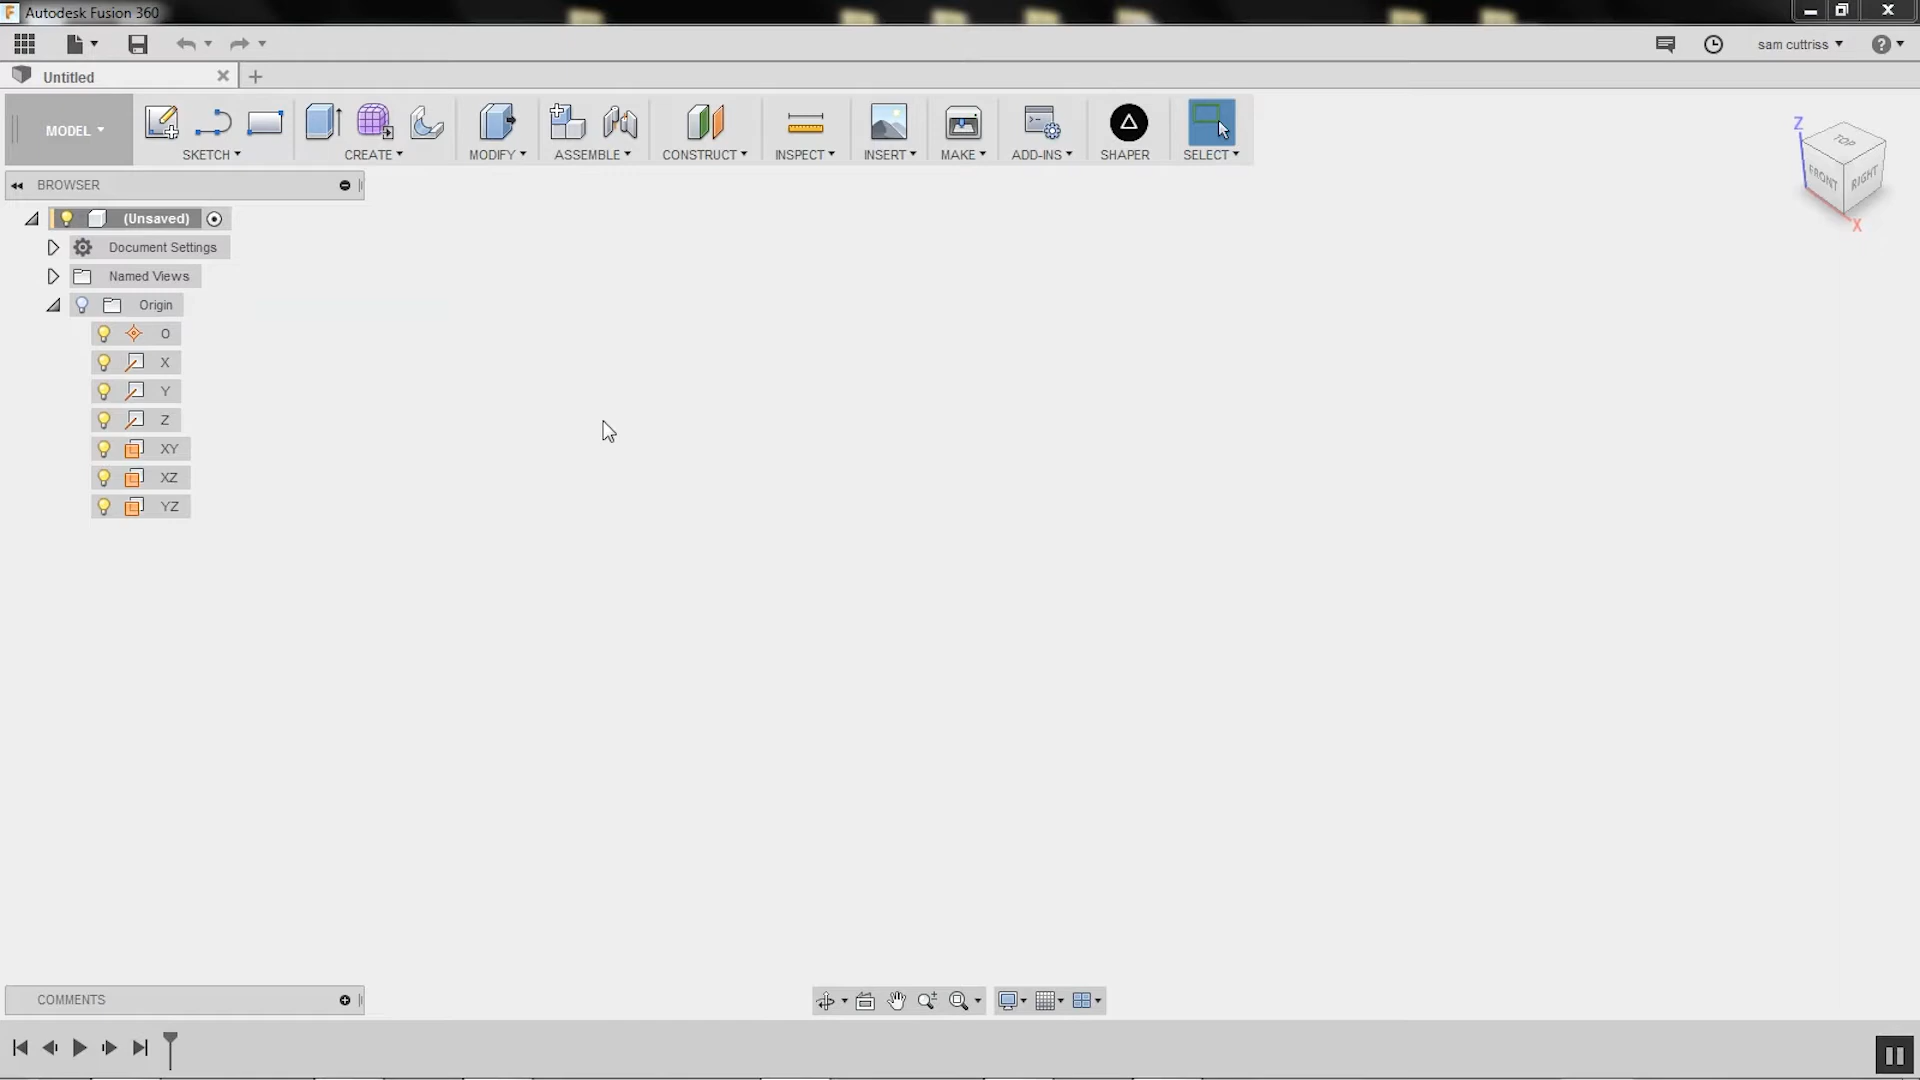 Autodesk Fusion 360
sam cuttriss
Untitled
MODEL
SKETCH
CREATE
MODIFY
ASSEMBLE
CONSTRUCT
INSPECT
INSERT
MAKE
ADD-INS
SHAPER
SELECT
Z
TOP
FRONT
RIGHT
X
BROWSER
(Unsaved)
Document Settings
Named Views
Origin
O
X
Y
Z
XY
XZ
YZ
COMMENTS